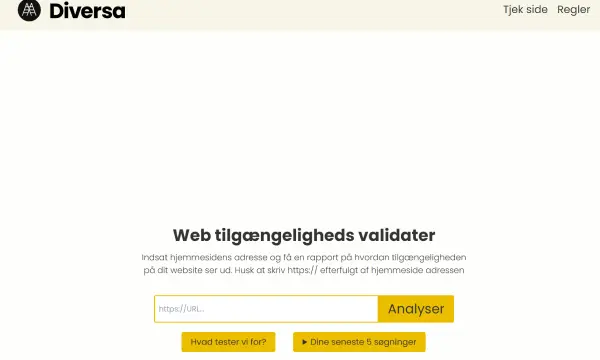 Diversa
Tjek side Regler
Web tilgængeligheds validater
Indsat hjemmesidens adresse og få en rapport på hvordan tilgængeligheden
på dit website ser ud. Husk at skriv https:// efterfulgt af hjemmeside adressen
https://URL...
Analyser
Hvad tester vi for?
▶ Dine seneste 5 søgninger